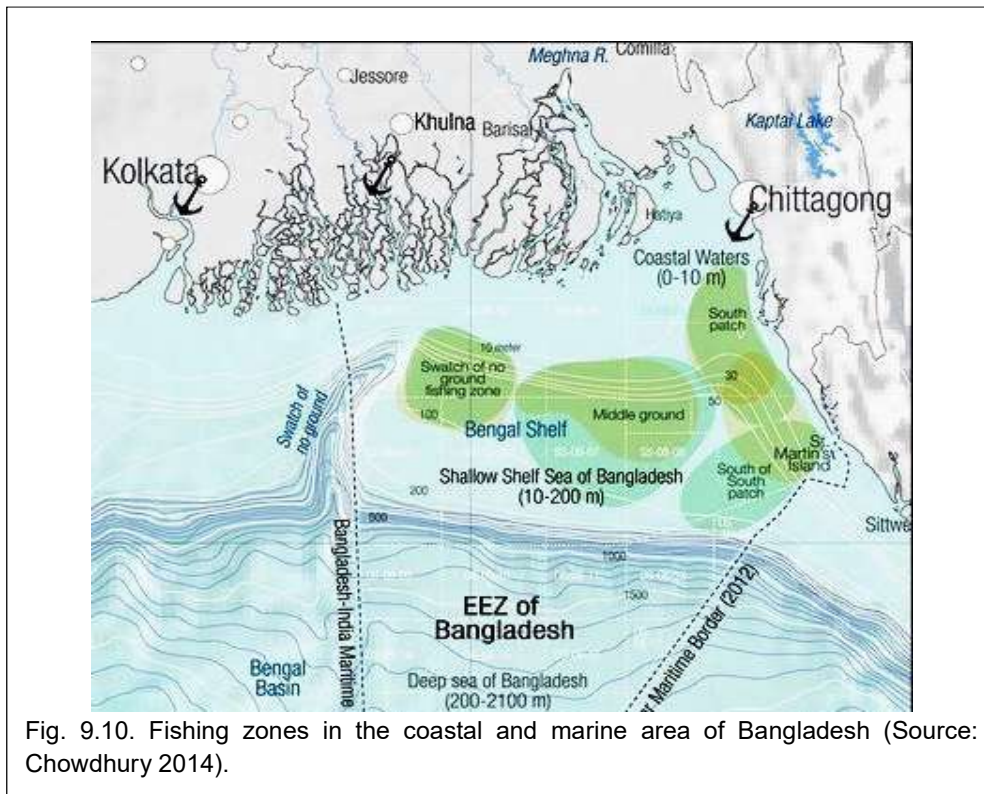 Meghna R.
Comilla
Jessore
Kaptai Lake
Khulna
Barisal
Kolkata
Chittagong
Hatiya
Coastal Waters
(0-10 m)
South
patch
10 meter
Swatch of no
ground
fishing zone
30
50
Swatch of
no ground
100
Middle ground
Bengal Shelf
St
Martin's
Island
Shallow Shelf Sea of Bangladesh
(10-200 m)
South of
South
patch
200
500
Sittwe
1000
Bangladesh-India Maritime
1500
Maritime Border (2012)
EEZ of
Bangladesh
Bengal
Basin
Deep sea of Bangladesh
(200-2100 m)
Fig. 9.10. Fishing zones in the coastal and marine area of Bangladesh (Source:
Chowdhury 2014).